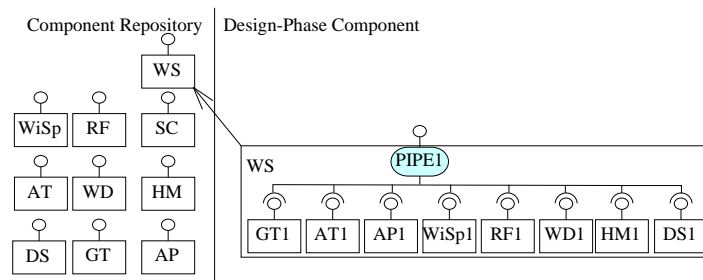 Component Repository
Design-Phase Component
WS
WiSp RF SC
AT WD HM
DS GT AP
WS
PIPE1
GT1 AT1 AP1 WiSp1 RF1 WD1 HM1 DS1